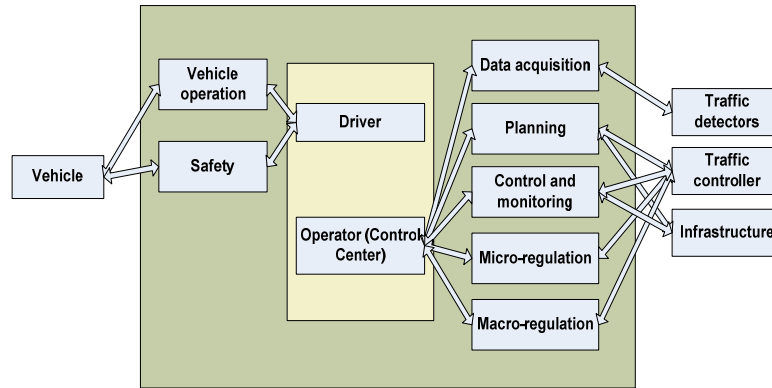 Vehicle
Vehicle
operation
Safety
Driver
Operator (Control
Center)
Data acquisition
Planning
Control and
monitoring
Micro-regulation
Macro-regulation
Traffic
detectors
Traffic
controller
Infrastructure